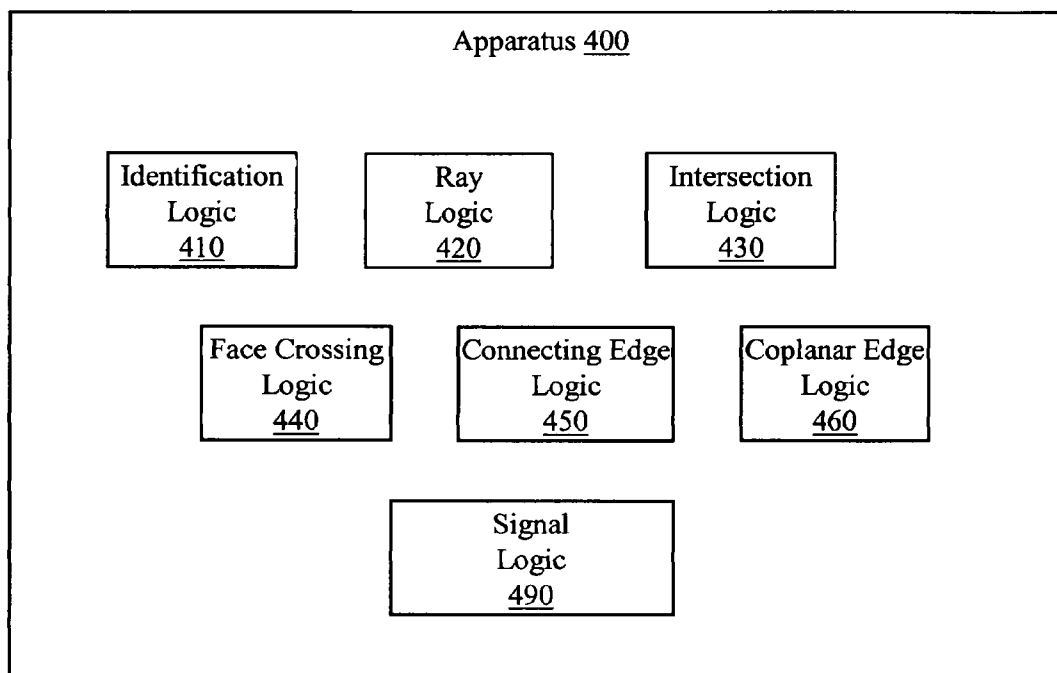 Apparatus 400
Identification
Logic
410
Ray
Logic
420
Intersection
Logic
430
Face Crossing
Logic
440
Connecting Edge
Logic
450
Coplanar Edge
Logic
460
Signal
Logic
490